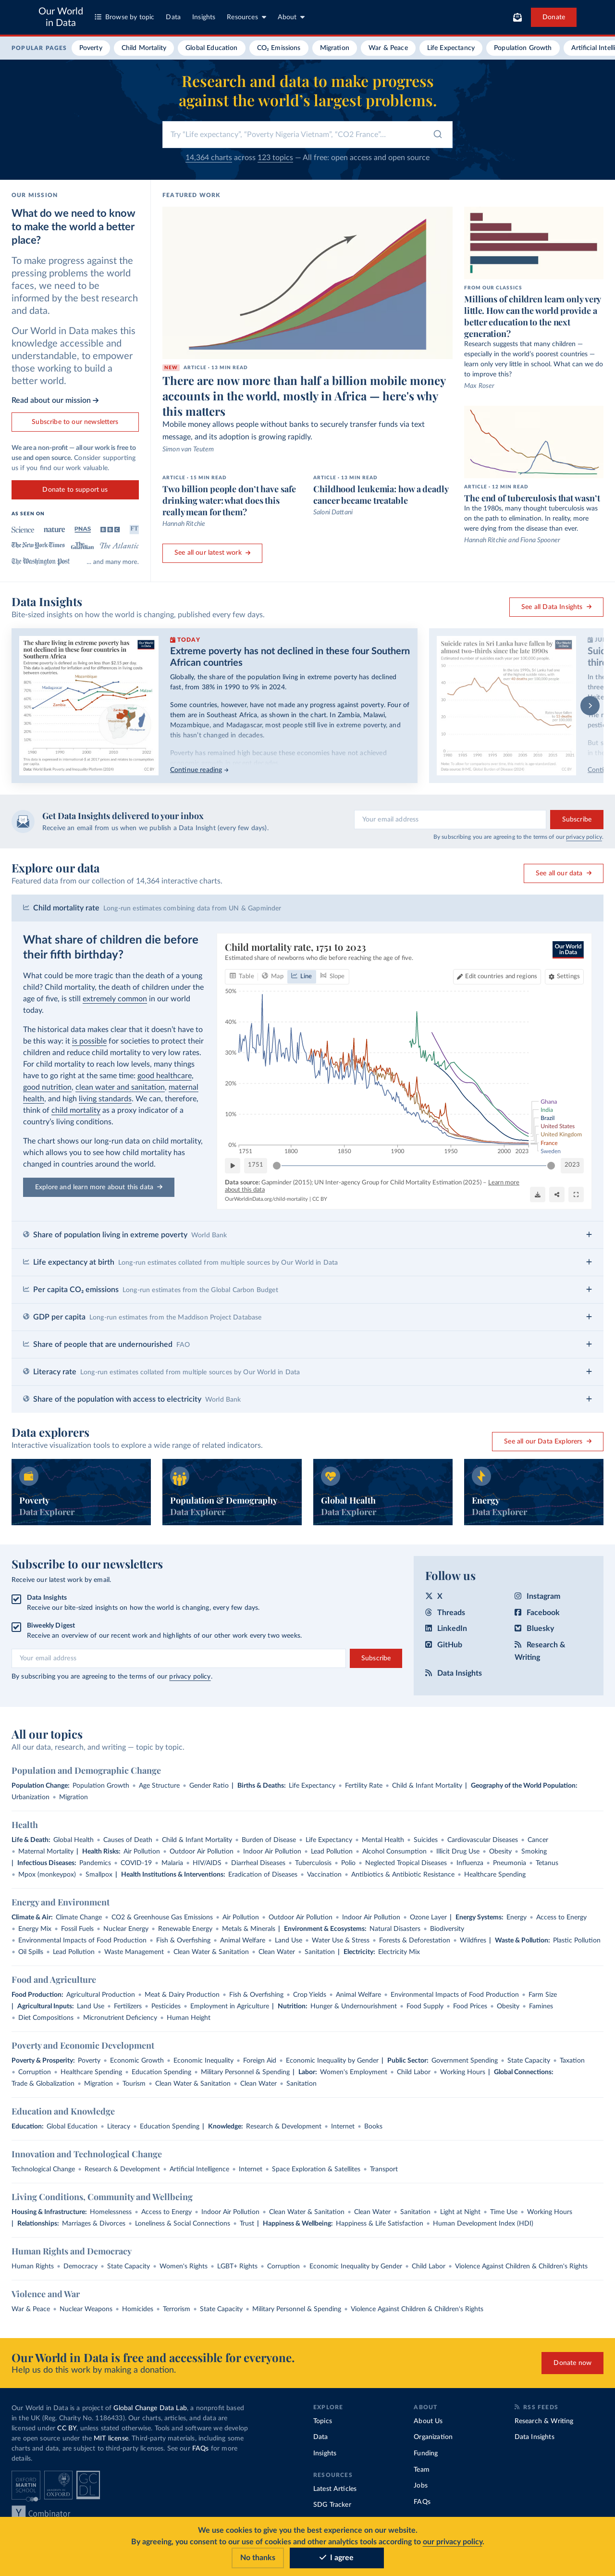 Our World
in Data
Browse by topic
Data
Insights
Resources
About
Donate
POPULAR PAGES
Poverty
Child Mortality
Global Education
CO₂ Emissions
Migration
War & Peace
Life Expectancy
Population Growth
Artificial Intelli
Research and data to make progress
against the world's largest problems.
Try "Life expectancy", "Poverty Nigeria Vietnam", "CO2 France"...
14,364 charts across 123 topics — All free: open access and open source
OUR MISSION
What do we need to know
to make the world a better
place?
To make progress against the
pressing problems the world
faces, we need to be
informed by the best research
and data.
Our World in Data makes this
knowledge accessible and
understandable, to empower
those working to build a
better world.
Read about our mission →
Subscribe to our newsletters
We are a non-profit — all our work is free to
use and open source. Consider supporting
us if you find our work valuable.
Donate to support us
AS SEEN ON
Science
nature
PNAS
BBC
FT
The New York Times
The Guardian
The Atlantic
The Washington Post
... and many more.
FEATURED WORK
NEW ARTICLE - 13 MIN READ
There are now more than half a billion mobile money
accounts in the world, mostly in Africa — here's why
this matters
Mobile money allows people without banks to securely transfer funds via text
message, and its adoption is growing rapidly.
Simon van Teutem
ARTICLE - 15 MIN READ
Two billion people don't have safe
drinking water: what does this
really mean for them?
Hannah Ritchie
ARTICLE - 13 MIN READ
Childhood leukemia: how a deadly
cancer became treatable
Saloni Dattani
See all our latest work →
FROM OUR CLASSICS
Millions of children learn only very
little. How can the world provide a
better education to the next
generation?
Research suggests that many children —
especially in the world's poorest countries —
learn only very little in school. What can we do
to improve this?
Max Roser
ARTICLE - 12 MIN READ
The end of tuberculosis that wasn't
In the 1980s, many thought tuberculosis was
on the path to elimination. In reality, more
were dying from the disease than ever.
Hannah Ritchie and Fiona Spooner
Data Insights
Bite-sized insights on how the world is changing, published every few days.
See all Data Insights →
The share living in extreme poverty has
not declined in these four countries in
Southern Africa
TODAY
Extreme poverty has not declined in these four Southern
African countries
Globally, the share of the population living in extreme poverty has declined
fast, from 38% in 1990 to 9% in 2024.
Some countries, however, have not made any progress against poverty. Four of
them are in Southeast Africa, as shown in the chart. In Zambia, Malawi,
Mozambique, and Madagascar, most people still live in extreme poverty, and
this hasn't changed in decades.
Poverty has remained high because these economies have not achieved
Continue reading →
Suicide rates in Sri Lanka have fallen by
almost two-thirds since the late 1990s
Get Data Insights delivered to your inbox
Receive an email from us when we publish a Data Insight (every few days).
Your email address
Subscribe
By subscribing you are agreeing to the terms of our privacy policy.
Explore our data
Featured data from our collection of 14,364 interactive charts.
See all our data →
Child mortality rate Long-run estimates combining data from UN & Gapminder
What share of children die before
their fifth birthday?
What could be more tragic than the death of a young
child? Child mortality, the death of children under the
age of five, is still extremely common in our world
today.
The historical data makes clear that it doesn't have to
be this way: it is possible for societies to protect their
children and reduce child mortality to very low rates.
For child mortality to reach low levels, many things
have to go right at the same time: good healthcare,
good nutrition, clean water and sanitation, maternal
health, and high living standards. We can, therefore,
think of child mortality as a proxy indicator of a
country's living conditions.
The chart shows our long-run data on child mortality,
which allows you to see how child mortality has
changed in countries around the world.
Explore and learn more about this data →
Child mortality rate, 1751 to 2023
Estimated share of newborns who die before reaching the age of five.
Our World
in Data
Table
Map
Line
Slope
Edit countries and regions
Settings
50%
40%
30%
20%
10%
0%
1751 1800 1850 1900 1950 2000 2023
Ghana
India
Brazil
United States
United Kingdom
France
Sweden
1751
2023
Data source: Gapminder (2015); UN Inter-agency Group for Child Mortality Estimation (2025) – Learn more
about this data
OurWorldinData.org/child-mortality | CC BY
Share of population living in extreme poverty World Bank
Life expectancy at birth Long-run estimates collated from multiple sources by Our World in Data
Per capita CO₂ emissions Long-run estimates from the Global Carbon Budget
GDP per capita Long-run estimates from the Maddison Project Database
Share of people that are undernourished FAO
Literacy rate Long-run estimates collated from multiple sources by Our World in Data
Share of the population with access to electricity World Bank
Data explorers
Interactive visualization tools to explore a wide range of related indicators.
See all our Data Explorers →
Poverty
Data Explorer
Population & Demography
Data Explorer
Global Health
Data Explorer
Energy
Data Explorer
Subscribe to our newsletters
Receive our latest work by email.
Data Insights
Receive our bite-sized insights on how the world is changing, every few days.
Biweekly Digest
Receive an overview of our recent work and highlights of our other work every two weeks.
Your email address
Subscribe
By subscribing you are agreeing to the terms of our privacy policy.
Follow us
X
Instagram
Threads
Facebook
LinkedIn
Bluesky
GitHub
Research &
Writing
Data Insights
All our topics
All our data, research, and writing — topic by topic.
Population and Demographic Change
Population Change: Population Growth • Age Structure • Gender Ratio | Births & Deaths: Life Expectancy • Fertility Rate • Child & Infant Mortality | Geography of the World Population:
Urbanization • Migration
Health
Life & Death: Global Health • Causes of Death • Child & Infant Mortality • Burden of Disease • Life Expectancy • Mental Health • Suicides • Cardiovascular Diseases • Cancer
• Maternal Mortality | Health Risks: Air Pollution • Outdoor Air Pollution • Indoor Air Pollution • Lead Pollution • Alcohol Consumption • Illicit Drug Use • Obesity • Smoking
| Infectious Diseases: Pandemics • COVID-19 • Malaria • HIV/AIDS • Diarrheal Diseases • Tuberculosis • Polio • Neglected Tropical Diseases • Influenza • Pneumonia • Tetanus
• Mpox (monkeypox) • Smallpox | Health Institutions & Interventions: Eradication of Diseases • Vaccination • Antibiotics & Antibiotic Resistance • Healthcare Spending
Energy and Environment
Climate & Air: Climate Change • CO2 & Greenhouse Gas Emissions • Air Pollution • Outdoor Air Pollution • Indoor Air Pollution • Ozone Layer | Energy Systems: Energy • Access to Energy
• Energy Mix • Fossil Fuels • Nuclear Energy • Renewable Energy • Metals & Minerals | Environment & Ecosystems: Natural Disasters • Biodiversity
• Environmental Impacts of Food Production • Fish & Overfishing • Animal Welfare • Land Use • Water Use & Stress • Forests & Deforestation • Wildfires | Waste & Pollution: Plastic Pollution
• Oil Spills • Lead Pollution • Waste Management • Clean Water & Sanitation • Clean Water • Sanitation | Electricity: Electricity Mix
Food and Agriculture
Food Production: Agricultural Production • Meat & Dairy Production • Fish & Overfishing • Crop Yields • Animal Welfare • Environmental Impacts of Food Production • Farm Size
| Agricultural Inputs: Land Use • Fertilizers • Pesticides • Employment in Agriculture | Nutrition: Hunger & Undernourishment • Food Supply • Food Prices • Obesity • Famines
• Diet Compositions • Micronutrient Deficiency • Human Height
Poverty and Economic Development
Poverty & Prosperity: Poverty • Economic Growth • Economic Inequality • Foreign Aid • Economic Inequality by Gender | Public Sector: Government Spending • State Capacity • Taxation
• Corruption • Healthcare Spending • Education Spending • Military Personnel & Spending | Labor: Women's Employment • Child Labor • Working Hours | Global Connections:
Trade & Globalization • Migration • Tourism • Clean Water & Sanitation • Clean Water • Sanitation
Education and Knowledge
Education: Global Education • Literacy • Education Spending | Knowledge: Research & Development • Internet • Books
Innovation and Technological Change
Technological Change • Research & Development • Artificial Intelligence • Internet • Space Exploration & Satellites • Transport
Living Conditions, Community and Wellbeing
Housing & Infrastructure: Homelessness • Access to Energy • Indoor Air Pollution • Clean Water & Sanitation • Clean Water • Sanitation • Light at Night • Time Use • Working Hours
| Relationships: Marriages & Divorces • Loneliness & Social Connections • Trust | Happiness & Wellbeing: Happiness & Life Satisfaction • Human Development Index (HDI)
Human Rights and Democracy
Human Rights • Democracy • State Capacity • Women's Rights • LGBT+ Rights • Corruption • Economic Inequality by Gender • Child Labor • Violence Against Children & Children's Rights
Violence and War
War & Peace • Nuclear Weapons • Homicides • Terrorism • State Capacity • Military Personnel & Spending • Violence Against Children & Children's Rights
Our World in Data is free and accessible for everyone.
Help us do this work by making a donation.
Donate now
Our World in Data is a project of Global Change Data Lab, a nonprofit based
in the UK (Reg. Charity No. 1186433). Our charts, articles, and data are
licensed under CC BY, unless stated otherwise. Tools and software we develop
are open source under the MIT license. Third-party materials, including some
charts and data, are subject to third-party licenses. See our FAQs for more
details.
OXFORD
MARTIN
SCHOOL
UNIVERSITY OF
OXFORD
GC
DL
Y Combinator
EXPLORE
Topics
Data
Insights
RESOURCES
Latest Articles
SDG Tracker
ABOUT
About Us
Organization
Funding
Team
Jobs
FAQs
RSS FEEDS
Research & Writing
Data Insights
We use cookies to give you the best experience on our website.
By agreeing, you consent to our use of cookies and other analytics tools according to our privacy policy.
No thanks
I agree